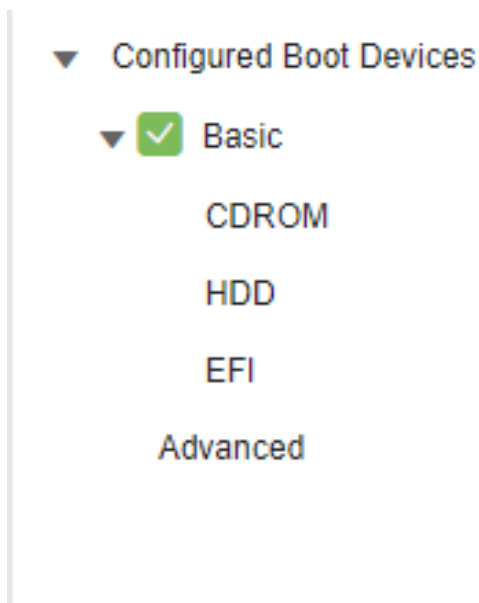 Configured Boot Devices
Basic
CDROM
HDD
EFI
Advanced